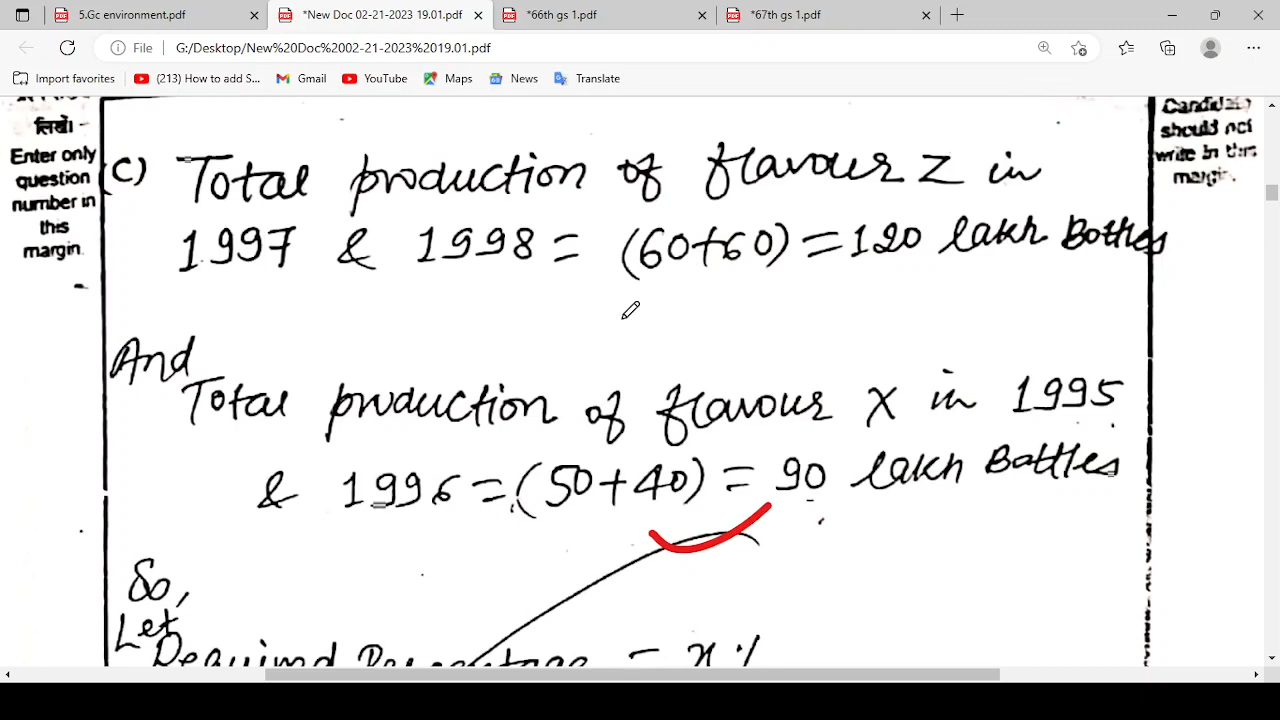 5.Gc environment.pdf
*New Doc 02-21-2023 19.01.pdf
*66th gs 1.pdf
*67th gs 1.pdf
File
G:/Desktop/New%20Doc%2002-21-2023%2019.01.pdf
Import favorites
(213) How to add S...
Gmail
YouTube
Maps
News
Translate
लिखें।
Enter only
question
number in
this
margin.
Candidate
should not
write in this
margin.
(C) Total production of flavour Z in
1997 & 1998 = (60+60) = 120 lakh Bottles
And
Total production of flavour X in 1995
& 1996 = (50+40) = 90 lakh Bottles
So,
Let
Required Percentage = x %